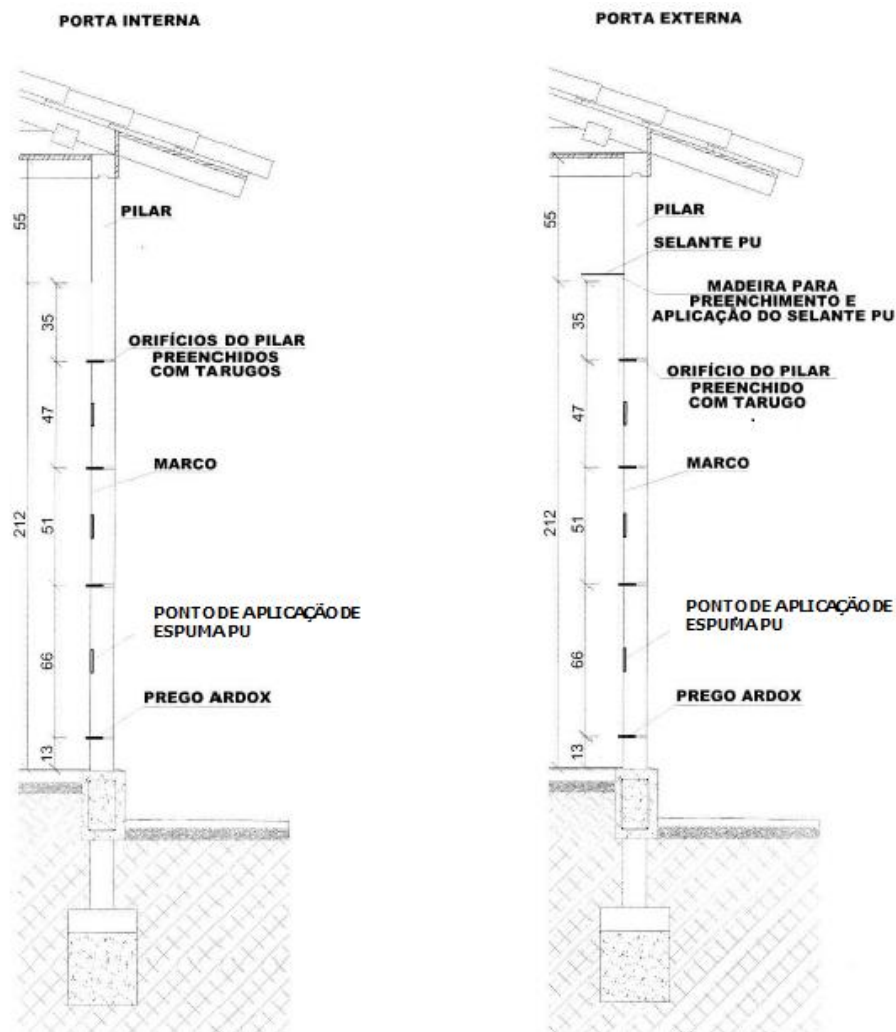 PORTA INTERNA
55
PILAR
35
ORIFÍCIOS DO PILAR
PREENCHIDOS
COM TARUGOS
47
MARCO
212
51
PONTO DE APLICAÇÃO DE
ESPUMA PU
66
PREGO ARDOX
13
PORTA EXTERNA
55
PILAR
SELANTE PU
MADEIRA PARA
PREENCHIMENTO E
APLICAÇÃO DO SELANTE PU
35
ORIFÍCIO DO PILAR
PREENCHIDO
COM TARUGO
47
MARCO
212
51
PONTO DE APLICAÇÃO DE
ESPUMA PU
66
PREGO ARDOX
13